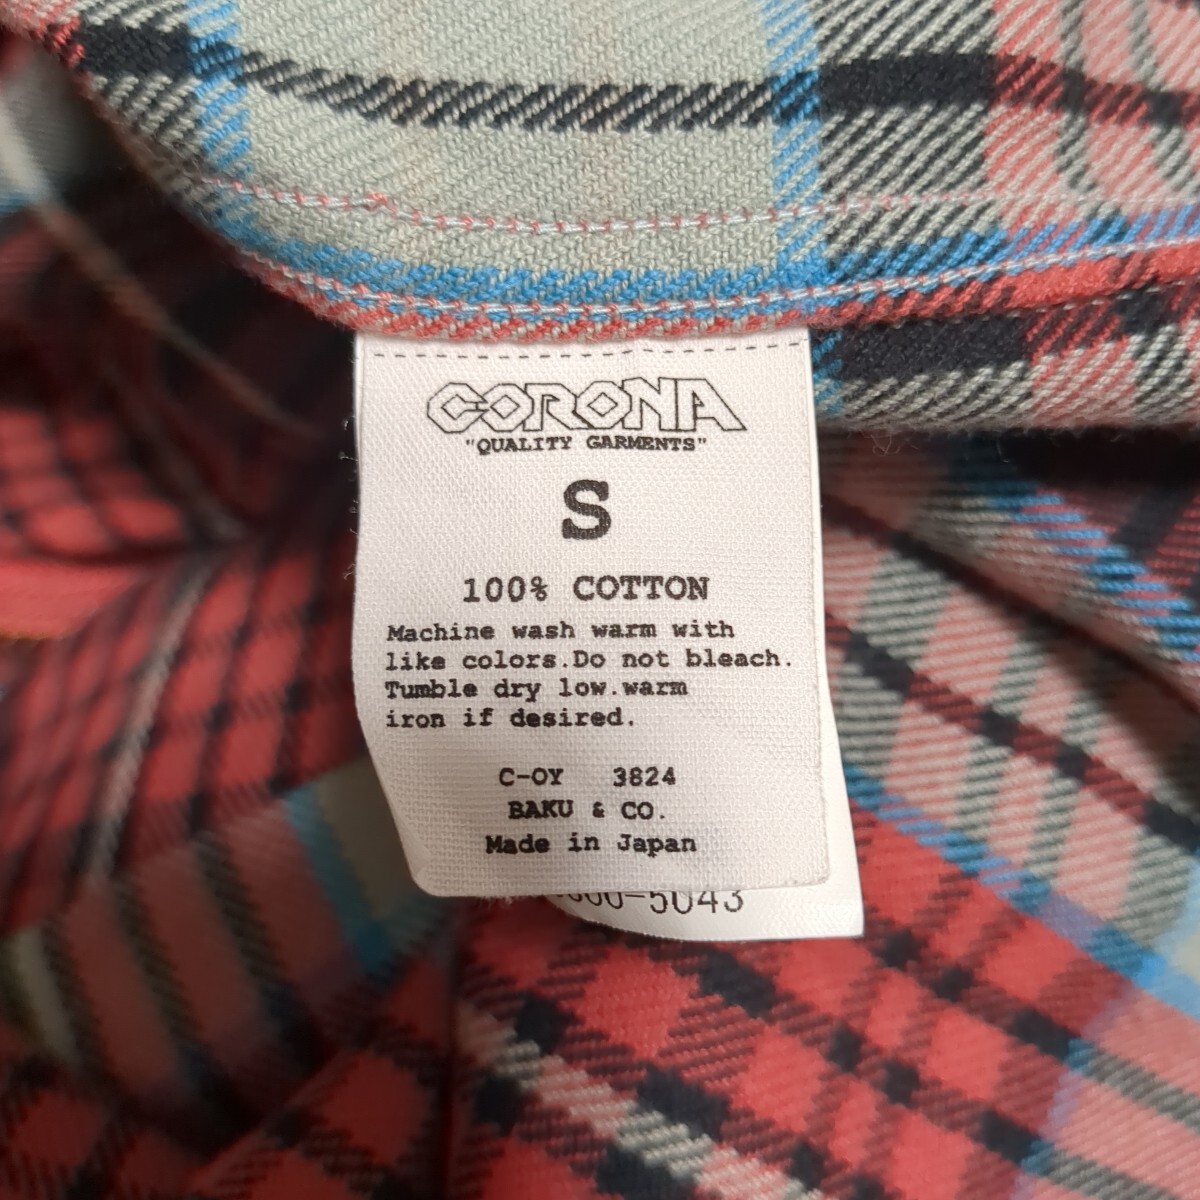 CORONA
"QUALITY GARMENTS"
S
100% COTTON
Machine wash warm with
like colors.Do not bleach.
Tumble dry low.warm
iron if desired.
C-OY 3824
BAKU & CO.
Made in Japan